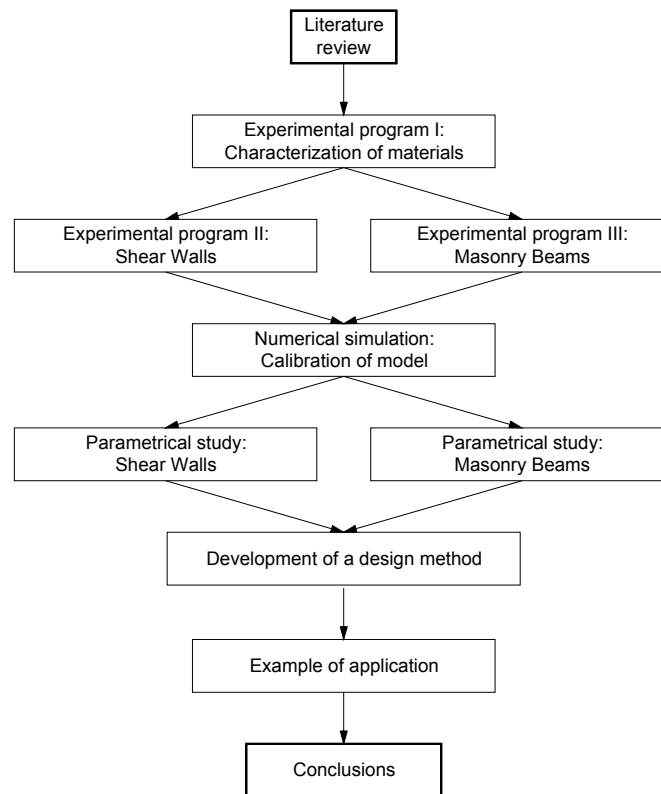 Literature
review
Experimental program I:
Characterization of materials
Experimental program II:
Shear Walls
Experimental program III:
Masonry Beams
Numerical simulation:
Calibration of model
Parametrical study:
Shear Walls
Parametrical study:
Masonry Beams
Development of a design method
Example of application
Conclusions